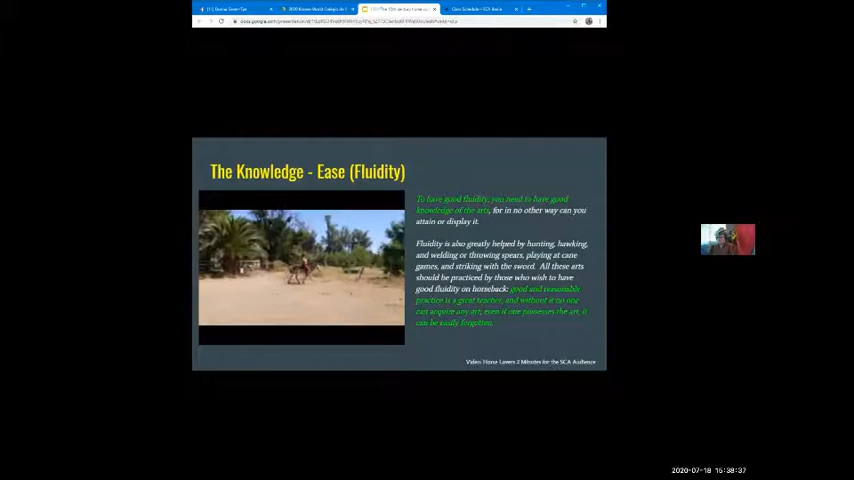 The Knowledge - Ease (Fluidity)
To have good fluidity, you need to have good
knowledge of the arts, for in no other way can you
attain or display it.
Fluidity is also greatly helped by hunting, hawking,
and welding or throwing spears, playing at cane
games, and striking with the sword. All these arts
should be practiced by those who wish to have
good fluidity on horseback: good and reasonable
practice is a great teacher, and without it no one
can acquire any art; even if one possesses the art, it
can be easily forgotten.
Video: Horse Lovers 2 Minutes for the SCA Audience
2020-07-18 15:38:37